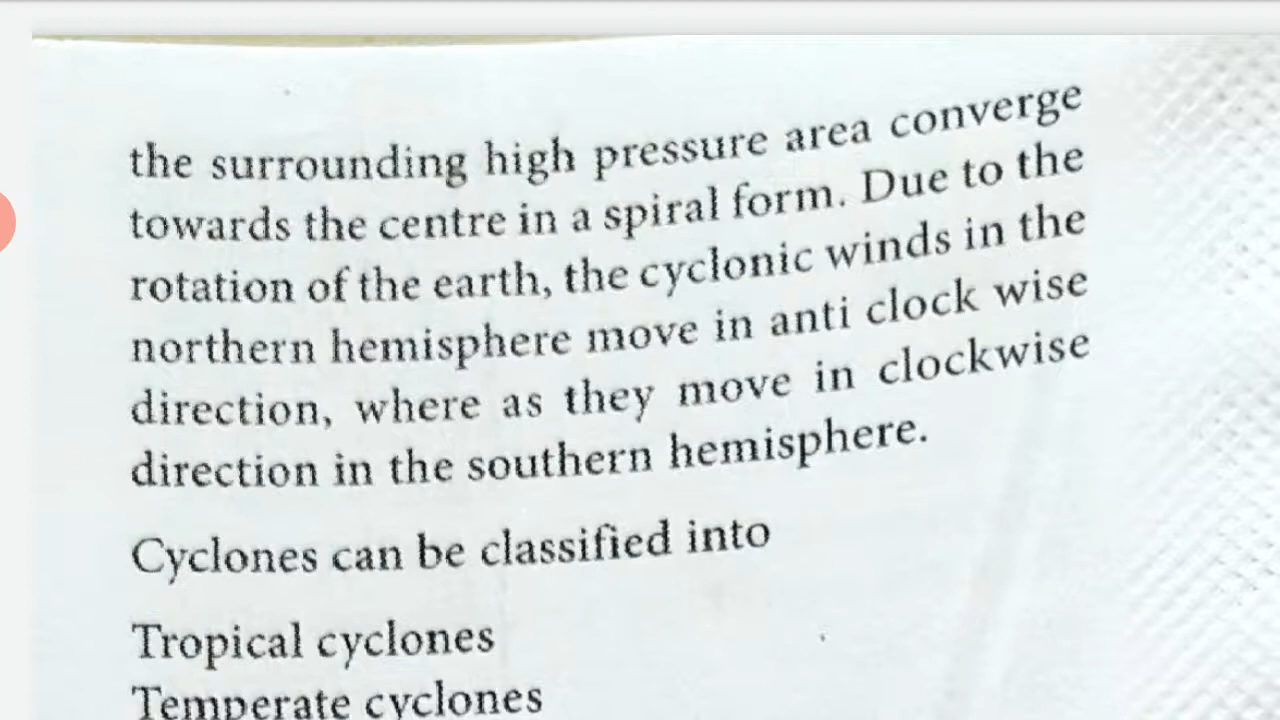 the surrounding high pressure area converge
towards the centre in a spiral form. Due to the
rotation of the earth, the cyclonic winds in the
northern hemisphere move in anti clock wise
direction, where as they move in clockwise
direction in the southern hemisphere.
Cyclones can be classified into
Tropical cyclones
Temperate cyclones